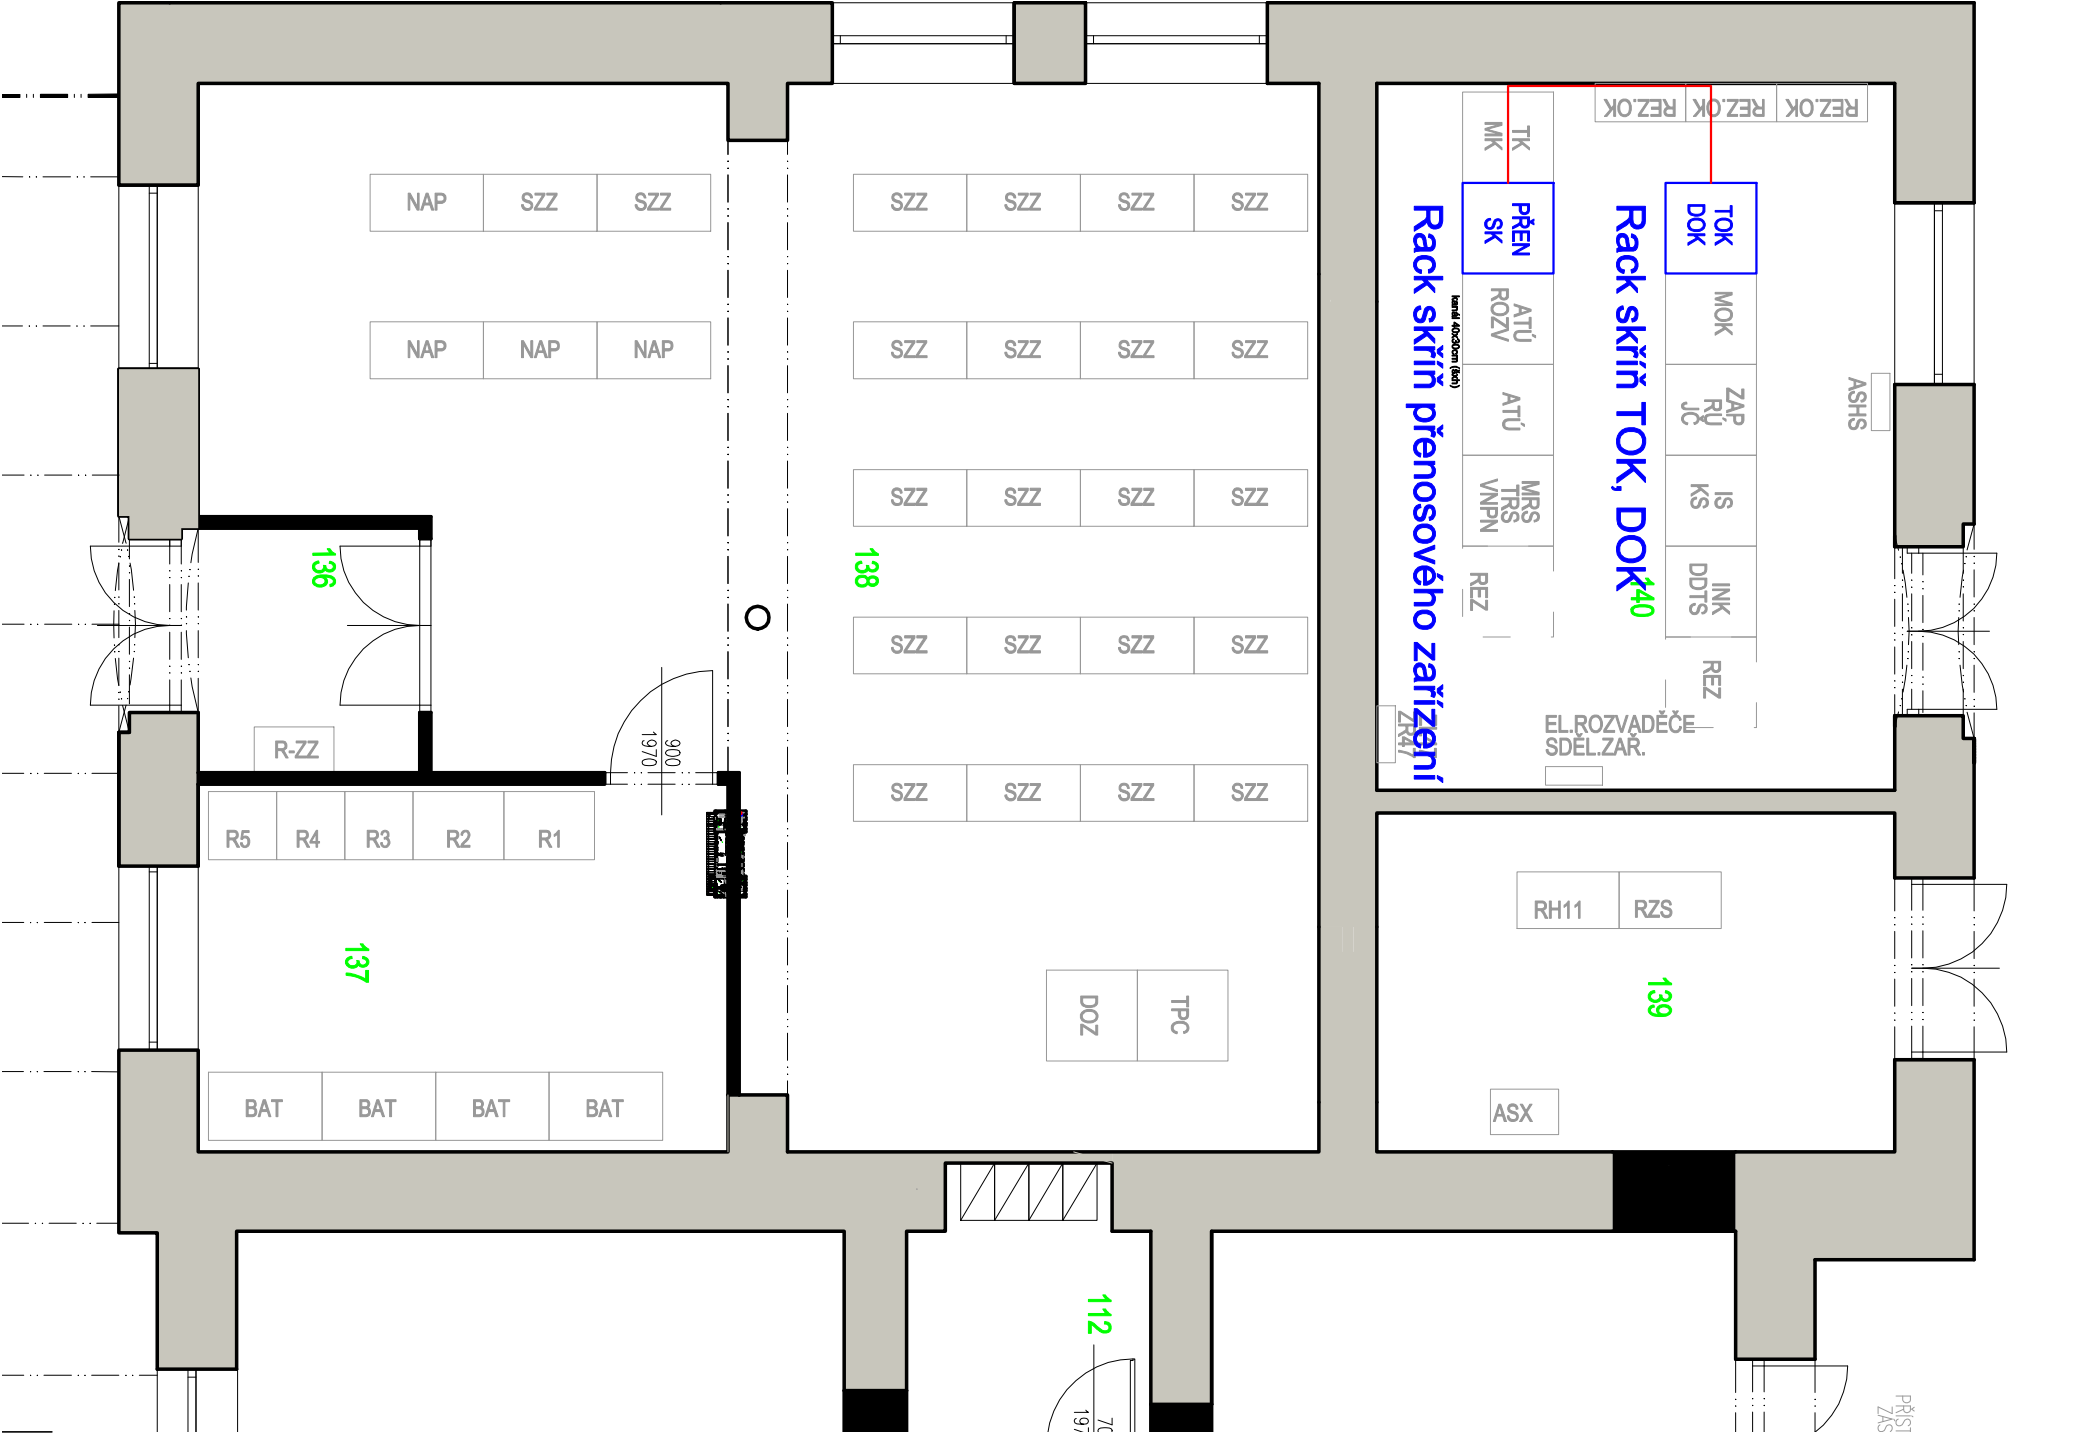 REZ.OK
REZ.OK
REZ.OK
TK
MK
NAP
SZZ
SZZ
SZZ
SZZ
SZZ
SZZ
PŘEN
SK
TOK
DOK
Rack skříň přenosového zařízení
Rack skříň TOK, DOK
kanál 40x30cm (šxh)
NAP
NAP
NAP
SZZ
SZZ
SZZ
SZZ
ATÚ
ROZV
MOK
ATÚ
ZAP
RÚ
JČ
ASHS
SZZ
SZZ
SZZ
SZZ
MRS
TRS
VNPN
IS
KS
136
138
REZ
INK
DDTS
140
SZZ
SZZ
SZZ
SZZ
REZ
R-ZZ
900
1970
ZR47
EL.ROZVADĚČE
SDĚL.ZAŘ.
SZZ
SZZ
SZZ
SZZ
R5
R4
R3
R2
R1
RH11
RZS
137
139
DOZ
TPC
BAT
BAT
BAT
BAT
ASX
112